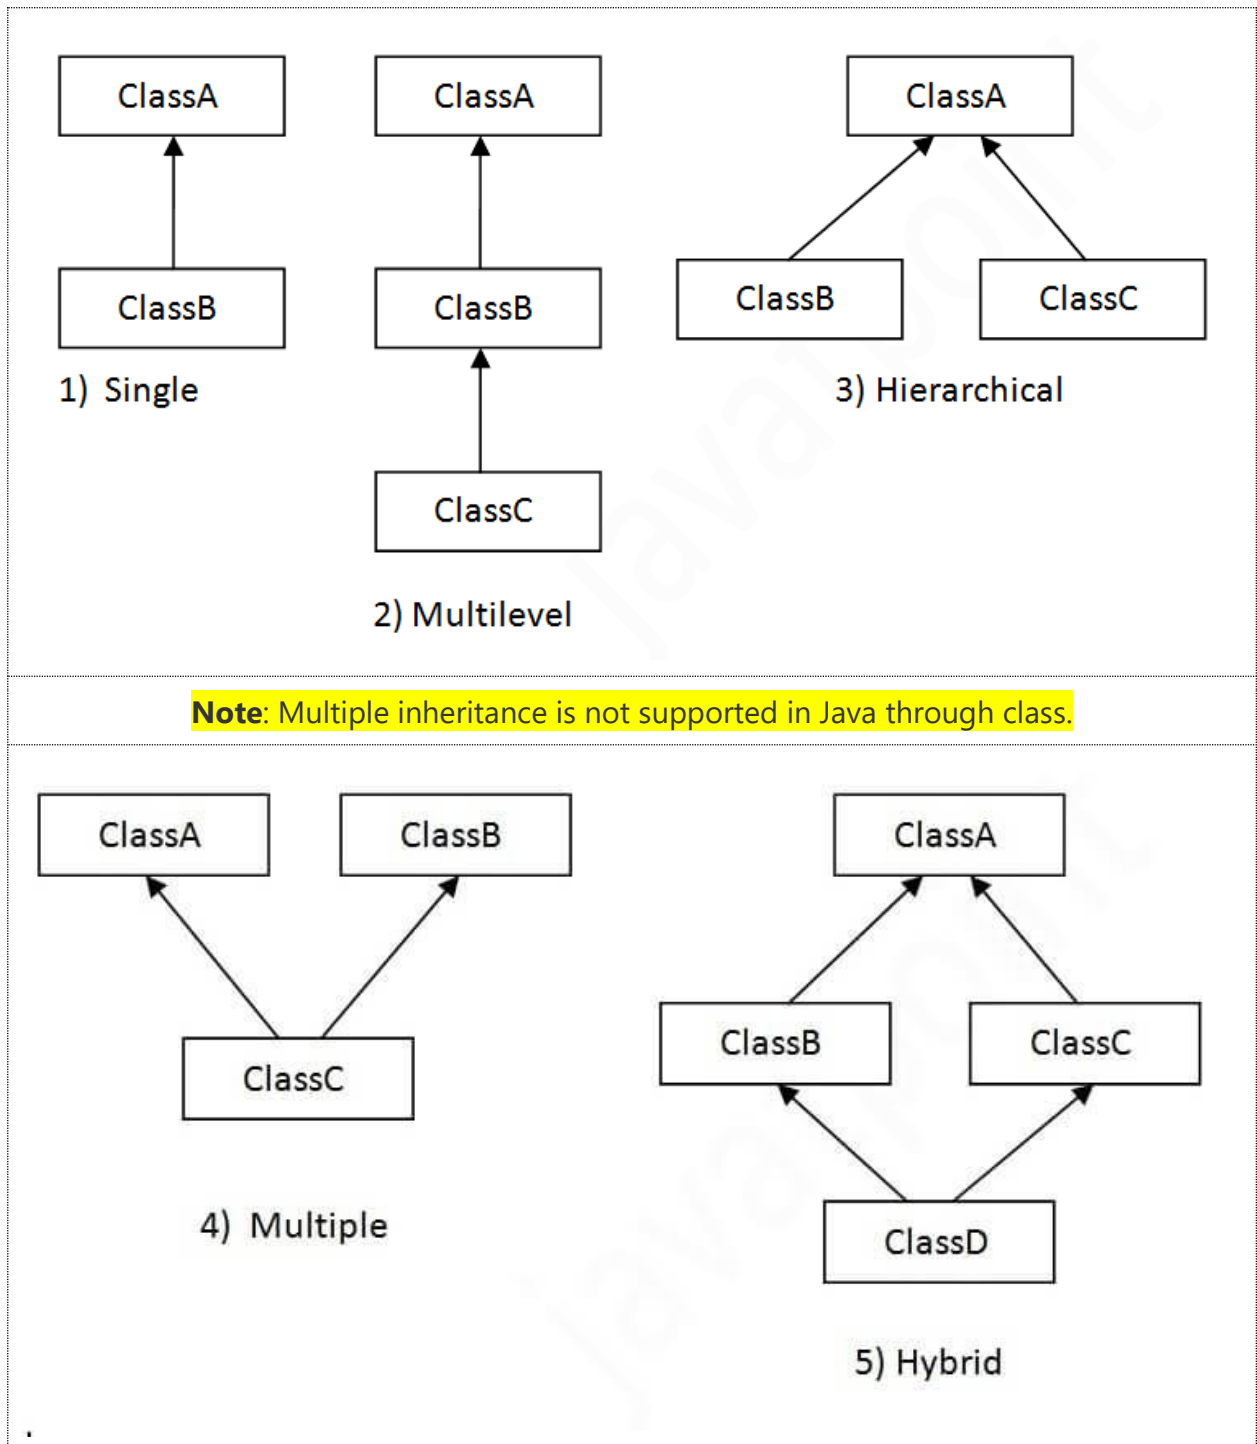 ClassA
ClassB
1) Single
ClassA
ClassB
ClassC
2) Multilevel
ClassA
ClassB
ClassC
3) Hierarchical
Note: Multiple inheritance is not supported in Java through class.
ClassA
ClassB
ClassC
4) Multiple
ClassA
ClassB
ClassC
ClassD
5) Hybrid